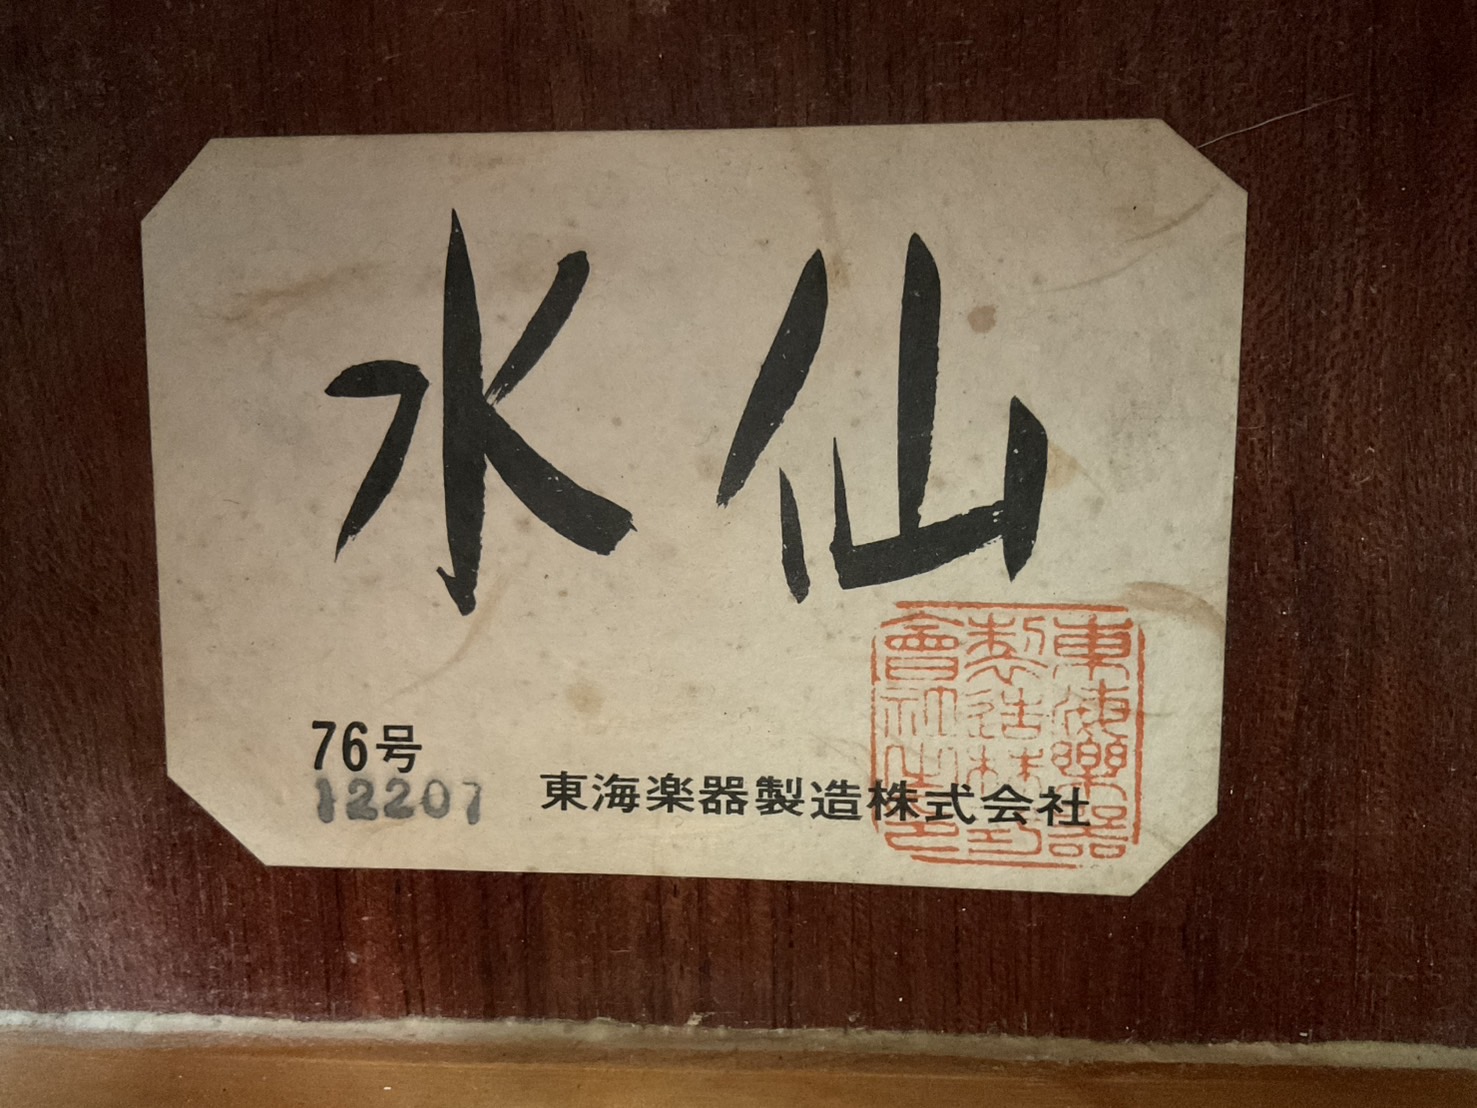 水仙
76号
12207
東海楽器製造株式会社
東海樂器
製造株式
會社之印